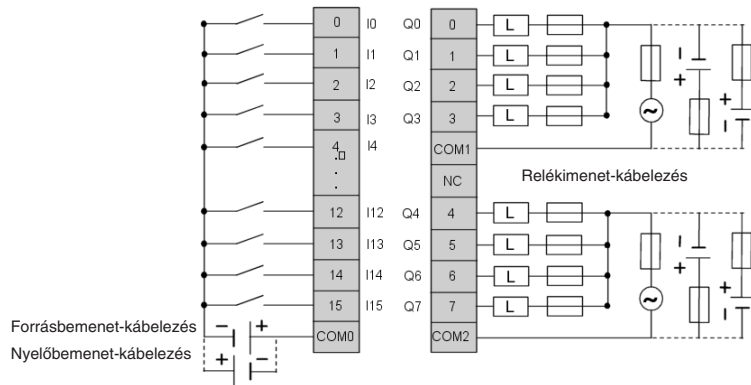 0 I0 Q0 0 L
1 I1 Q1 1 L
2 I2 Q2 2 L
3 I3 Q3 3 L
4 I4 COM1
NC
Relékimenet-kábelezés
12 I12 Q4 4 L
13 I13 Q5 5 L
14 I14 Q6 6 L
15 I15 Q7 7 L
Forrásbemenet-kábelezés − + COM0 COM2
Nyelőbemenet-kábelezés + −